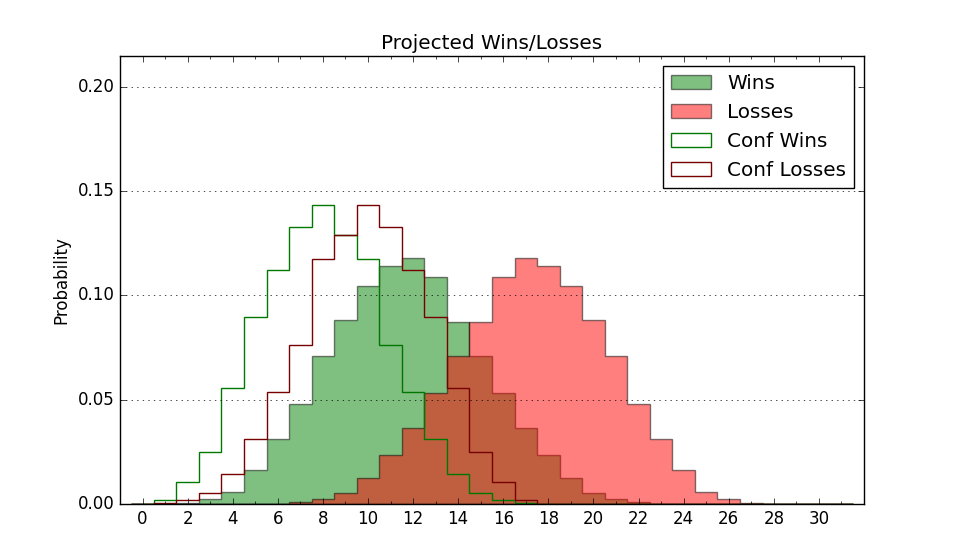 Projected Wins/Losses
Wins
Losses
Conf Wins
Conf Losses
Probability
0.20
0.15
0.10
0.05
0.00
0 2 4 6 8 10 12 14 16 18 20 22 24 26 28 30